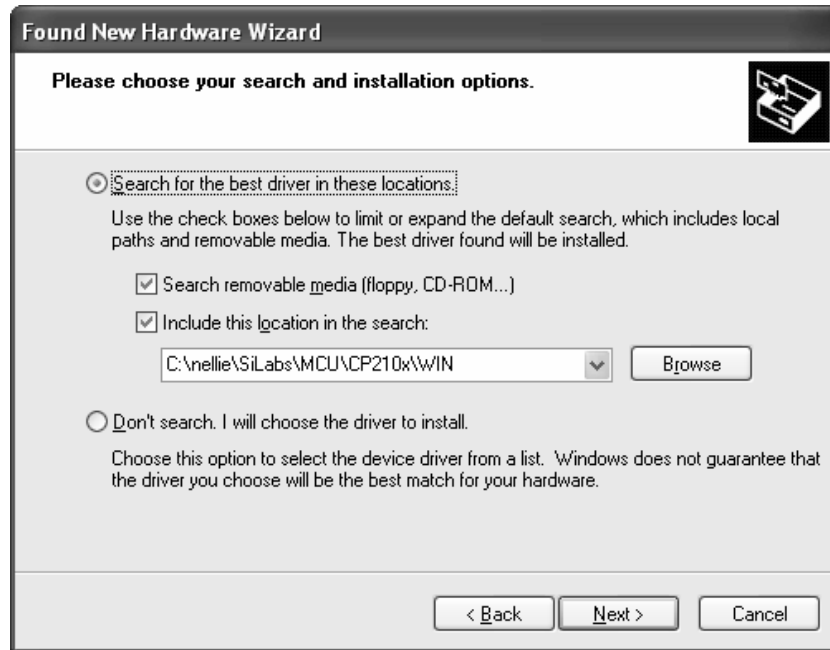 Found New Hardware Wizard
Please choose your search and installation options.
Search for the best driver in these locations.
Use the check boxes below to limit or expand the default search, which includes local
paths and removable media. The best driver found will be installed.
Search removable media (floppy, CD-ROM...)
Include this location in the search:
C:\nellie\SiLabs\MCU\CP210x\WIN
Browse
Don't search. I will choose the driver to install.
Choose this option to select the device driver from a list. Windows does not guarantee that
the driver you choose will be the best match for your hardware.
< Back
Next >
Cancel